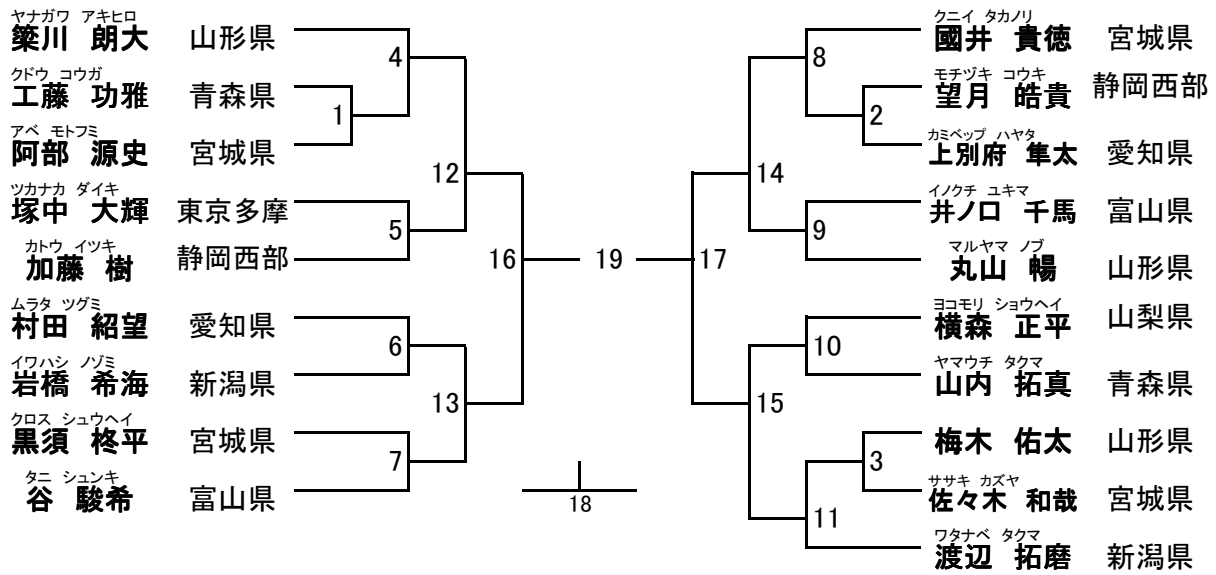 ヤナガワ アキヒロ
簗川 朗大 山形県
クドウ コウガ
工藤 功雅 青森県
アベ モトフミ
阿部 源史 宮城県
ツカナカ ダイキ
塚中 大輝 東京多摩
カトウ イツキ
加藤 樹 静岡西部
ムラタ ツグミ
村田 紹望 愛知県
イワハシ ノゾミ
岩橋 希海 新潟県
クロス シュウヘイ
黒須 柊平 宮城県
タニ シュンキ
谷 駿希 富山県
4
1
12
5
16
6
13
7
19
18
8
2
14
9
17
10
15
3
11
クニイ タカノリ
國井 貴徳 宮城県
モチヅキ コウキ
望月 皓貴 静岡西部
カミベップ ハヤタ
上別府 隼太 愛知県
イノクチ ユキマ
井ノ口 千馬 富山県
マルヤマ ノブ
丸山 暢 山形県
ヨコモリ ショウヘイ
横森 正平 山梨県
ヤマウチ タクマ
山内 拓真 青森県
梅木 佑太 山形県
ササキ カズヤ
佐々木 和哉 宮城県
ワタナベ タクマ
渡辺 拓磨 新潟県